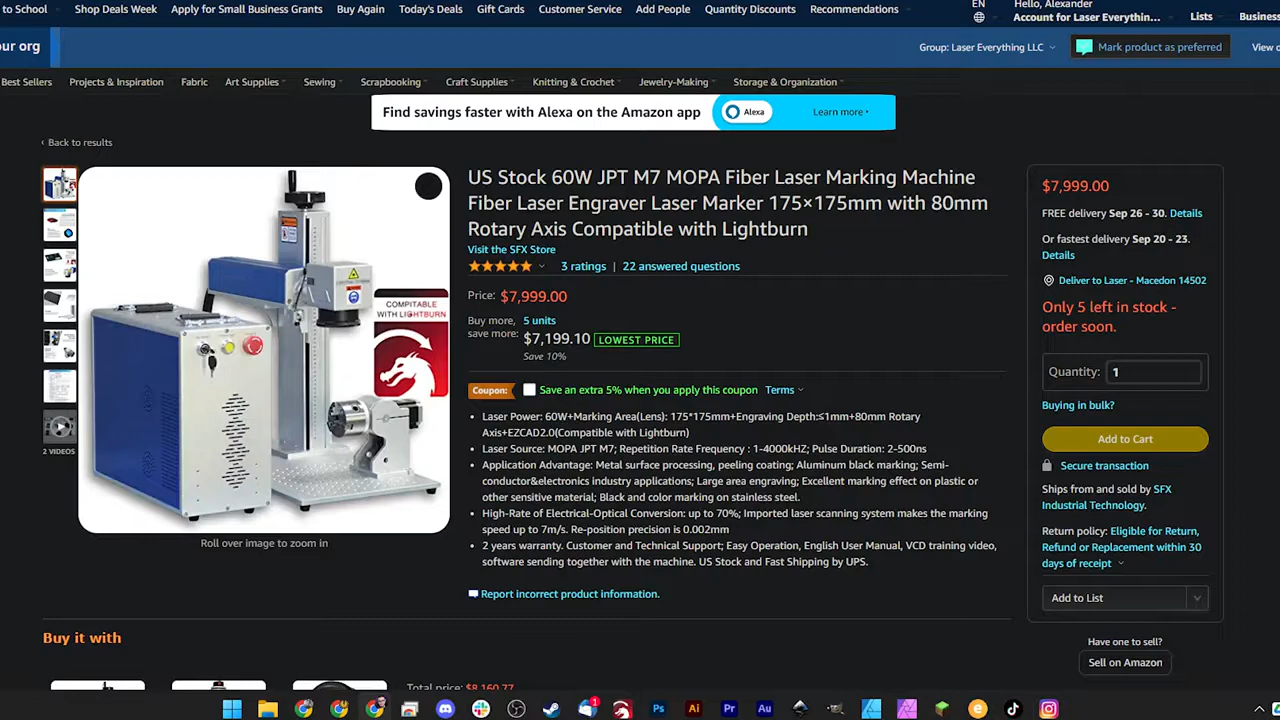 to School
Shop Deals Week
Apply for Small Business Grants
Buy Again
Today's Deals
Gift Cards
Customer Service
Add People
Quantity Discounts
Recommendations
EN
Hello, Alexander
Account for Laser Everythin...
Lists
Business
our org
Group: Laser Everything LLC
Mark product as preferred
View o
Best Sellers
Projects & Inspiration
Fabric
Art Supplies
Sewing
Scrapbooking
Craft Supplies
Knitting & Crochet
Jewelry-Making
Storage & Organization
Find savings faster with Alexa on the Amazon app
Alexa
Learn more
‹ Back to results
2 VIDEOS
COMPITABLE
WITH LIGHTBURN
Roll over image to zoom in
US Stock 60W JPT M7 MOPA Fiber Laser Marking Machine
Fiber Laser Engraver Laser Marker 175×175mm with 80mm
Rotary Axis Compatible with Lightburn
Visit the SFX Store
3 ratings | 22 answered questions
Price: $7,999.00
Buy more, 5 units
save more: $7,199.10 LOWEST PRICE
Save 10%
Coupon: Save an extra 5% when you apply this coupon Terms
• Laser Power: 60W+Marking Area(Lens): 175*175mm+Engraving Depth:≤1mm+80mm Rotary
Axis+EZCAD2.0(Compatible with Lightburn)
• Laser Source: MOPA JPT M7; Repetition Rate Frequency : 1-4000kHZ; Pulse Duration: 2-500ns
• Application Advantage: Metal surface processing, peeling coating; Aluminum black marking; Semi-
conductor&electronics industry applications; Large area engraving; Excellent marking effect on plastic or
other sensitive material; Black and color marking on stainless steel.
• High-Rate of Electrical-Optical Conversion: up to 70%; Imported laser scanning system makes the marking
speed up to 7m/s. Re-position precision is 0.002mm
• 2 years warranty. Customer and Technical Support; Easy Operation, English User Manual, VCD training video,
software sending together with the machine. US Stock and Fast Shipping by UPS.
Report incorrect product information.
$7,999.00
FREE delivery Sep 26 - 30. Details
Or fastest delivery Sep 20 - 23.
Details
Deliver to Laser - Macedon 14502
Only 5 left in stock -
order soon.
Quantity: 1
Buying in bulk?
Add to Cart
Secure transaction
Ships from and sold by SFX
Industrial Technology.
Return policy: Eligible for Return,
Refund or Replacement within 30
days of receipt
Add to List
Have one to sell?
Sell on Amazon
Buy it with
Total price: $8,160.77
1
Ps
Ai
Pr
Au